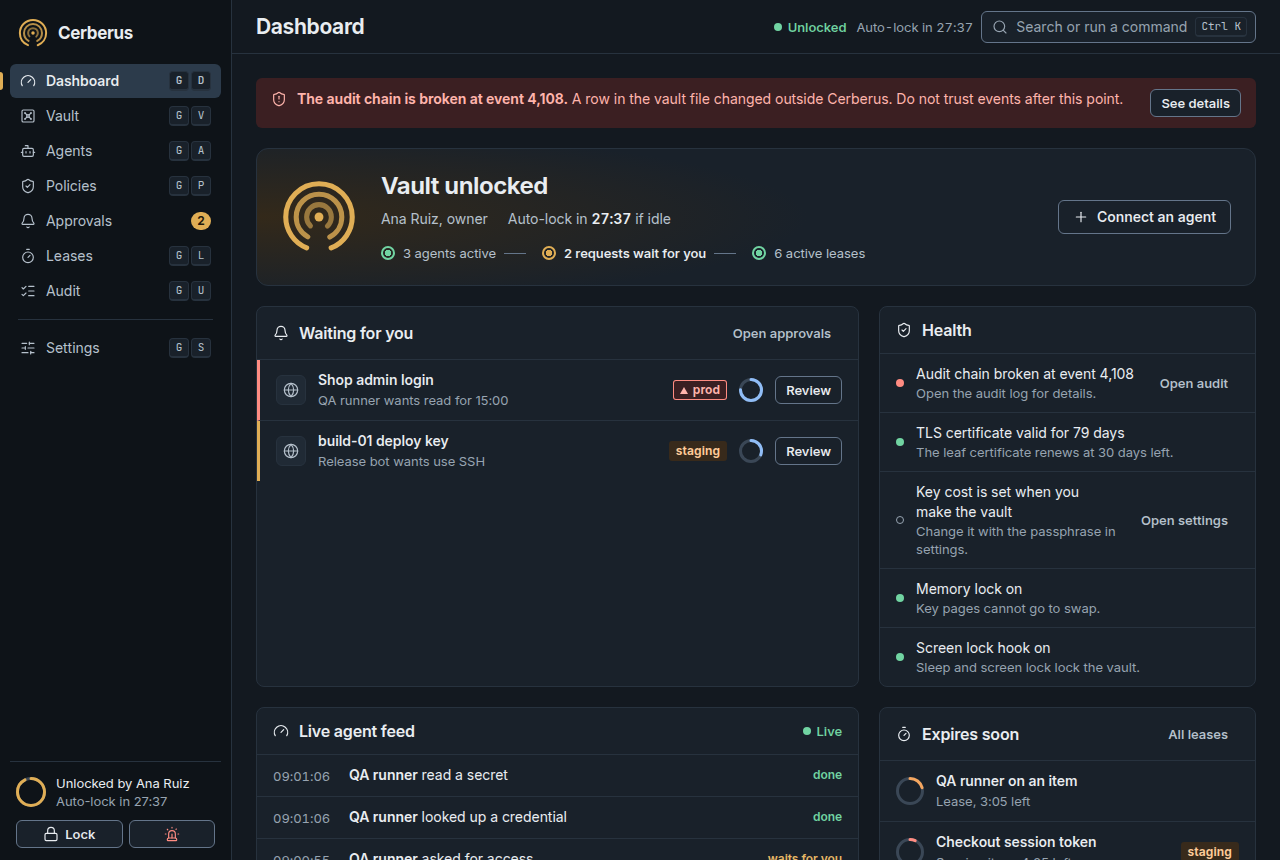 Cerberus
Dashboard G D
Vault G V
Agents G A
Policies G P
Approvals 2
Leases G L
Audit G U
Settings G S
Unlocked by Ana Ruiz
Auto-lock in 27:37
Lock
Dashboard
Unlocked Auto-lock in 27:37
Search or run a command Ctrl K
The audit chain is broken at event 4,108. A row in the vault file changed outside Cerberus. Do not trust events after this point.
See details
Vault unlocked
Ana Ruiz, owner Auto-lock in 27:37 if idle
3 agents active 2 requests wait for you 6 active leases
Connect an agent
Waiting for you Open approvals
Shop admin login
QA runner wants read for 15:00
prod Review
build-01 deploy key
Release bot wants use SSH
staging Review
Health
Audit chain broken at event 4,108
Open the audit log for details.
Open audit
TLS certificate valid for 79 days
The leaf certificate renews at 30 days left.
Key cost is set when you
make the vault
Change it with the passphrase in
settings.
Open settings
Memory lock on
Key pages cannot go to swap.
Screen lock hook on
Sleep and screen lock lock the vault.
Live agent feed Live
09:01:06 QA runner read a secret done
09:01:06 QA runner looked up a credential done
09:00:55 QA runner asked for access waits for you
Expires soon All leases
QA runner on an item
Lease, 3:05 left
Checkout session token
staging